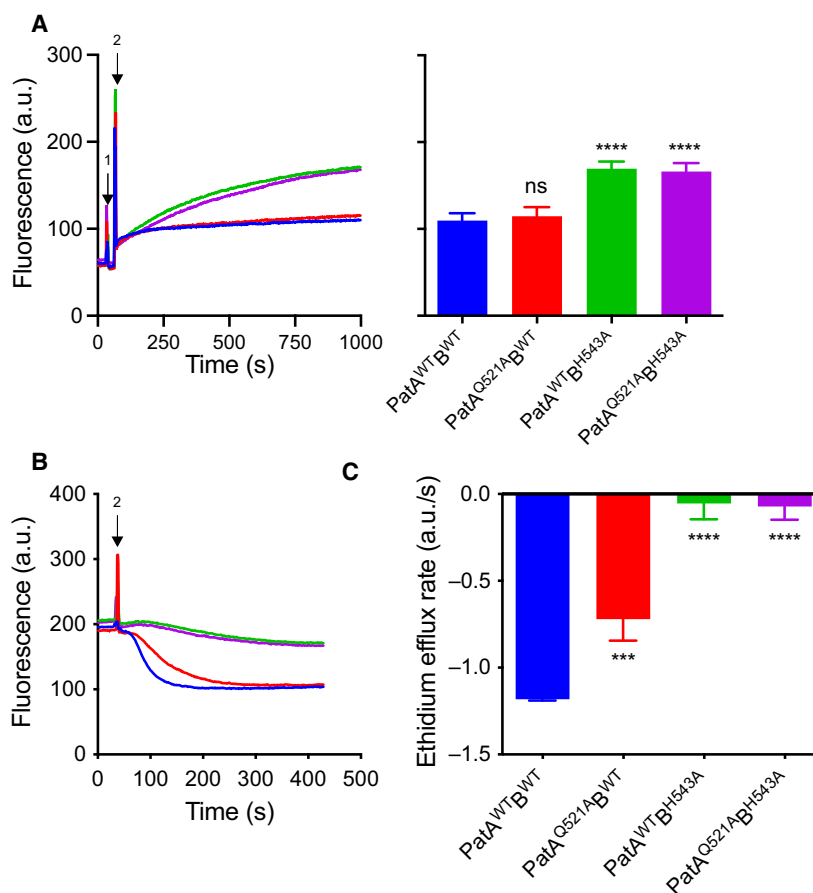 A
Fluorescence (a.u.)
300
200
100
0
1
2
0
250
500
750
1000
Time (s)
ns
****
****
PatA^WT B^WT
PatA^Q521A B^WT
PatA^WT B^H543A
PatA^Q521A B^H543A
B
Fluorescence (a.u.)
400
300
200
100
0
2
0
100
200
300
400
500
Time (s)
C
Ethidium efflux rate (a.u./s)
0.0
–0.5
–1.0
–1.5
***
****
****
PatA^WT B^WT
PatA^Q521A B^WT
PatA^WT B^H543A
PatA^Q521A B^H543A